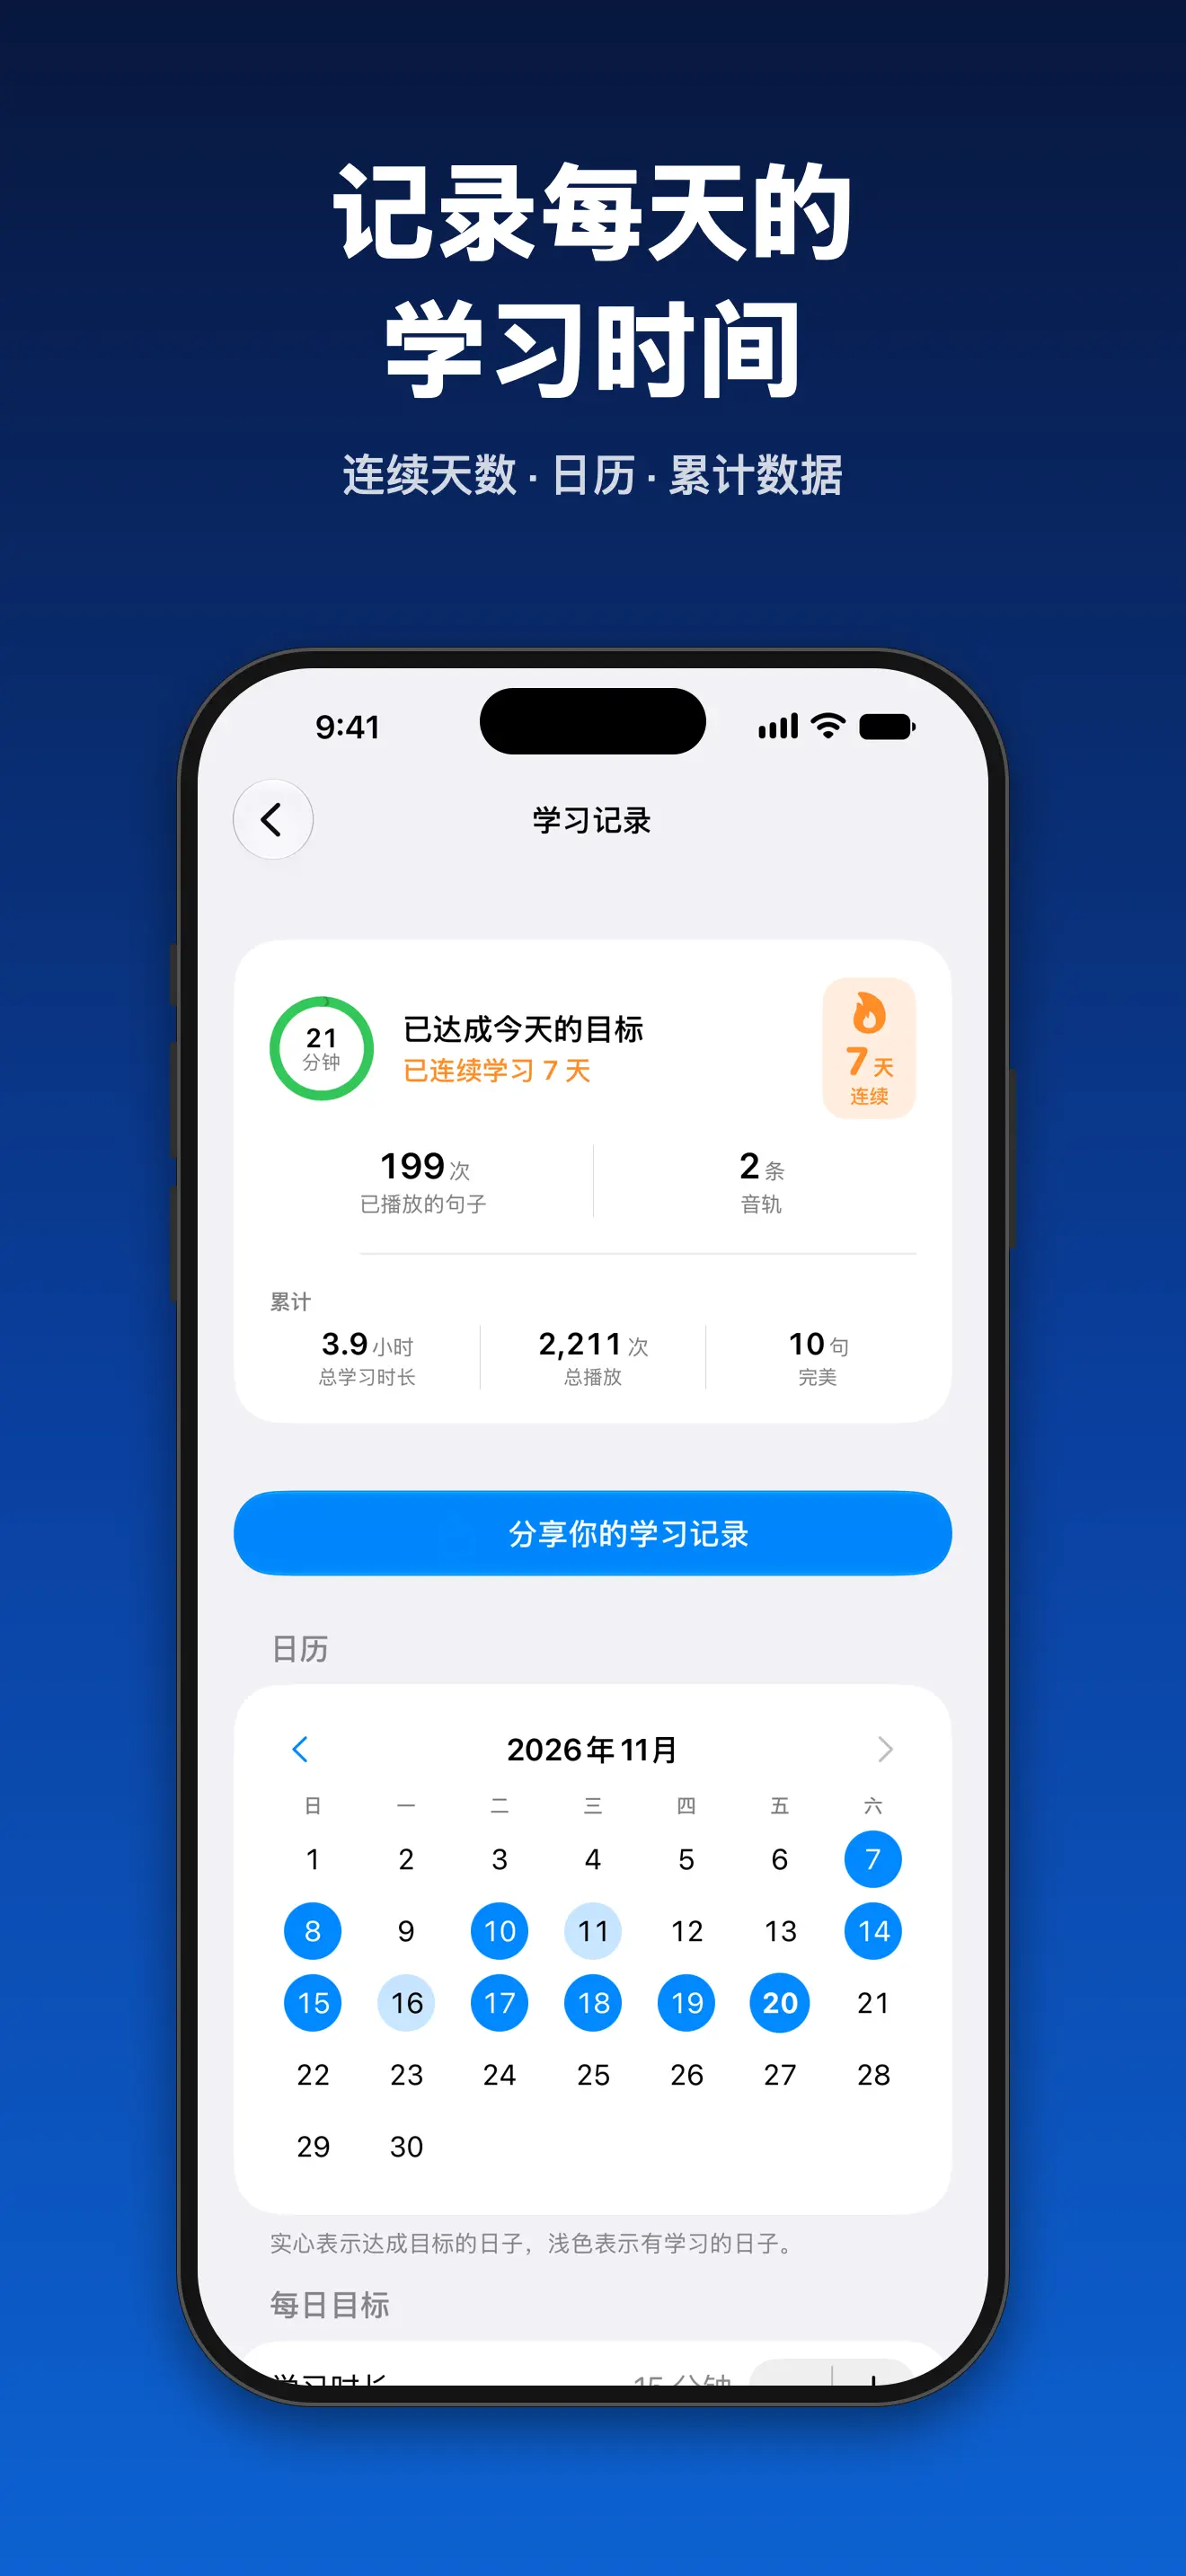 记录每天的
学习时间
连续天数 · 日历 · 累计数据
9:41
学习记录
21
分钟
已达成今天的目标
已连续学习 7 天
7 天
连续
199 次
已播放的句子
2 条
音轨
累计
3.9 小时
总学习时长
2,211 次
总播放
10 句
完美
分享你的学习记录
日历
2026年 11月
日 一 二 三 四 五 六
1 2 3 4 5 6 7
8 9 10 11 12 13 14
15 16 17 18 19 20 21
22 23 24 25 26 27 28
29 30
实心表示达成目标的日子，浅色表示有学习的日子。
每日目标
学习时长 15 分钟